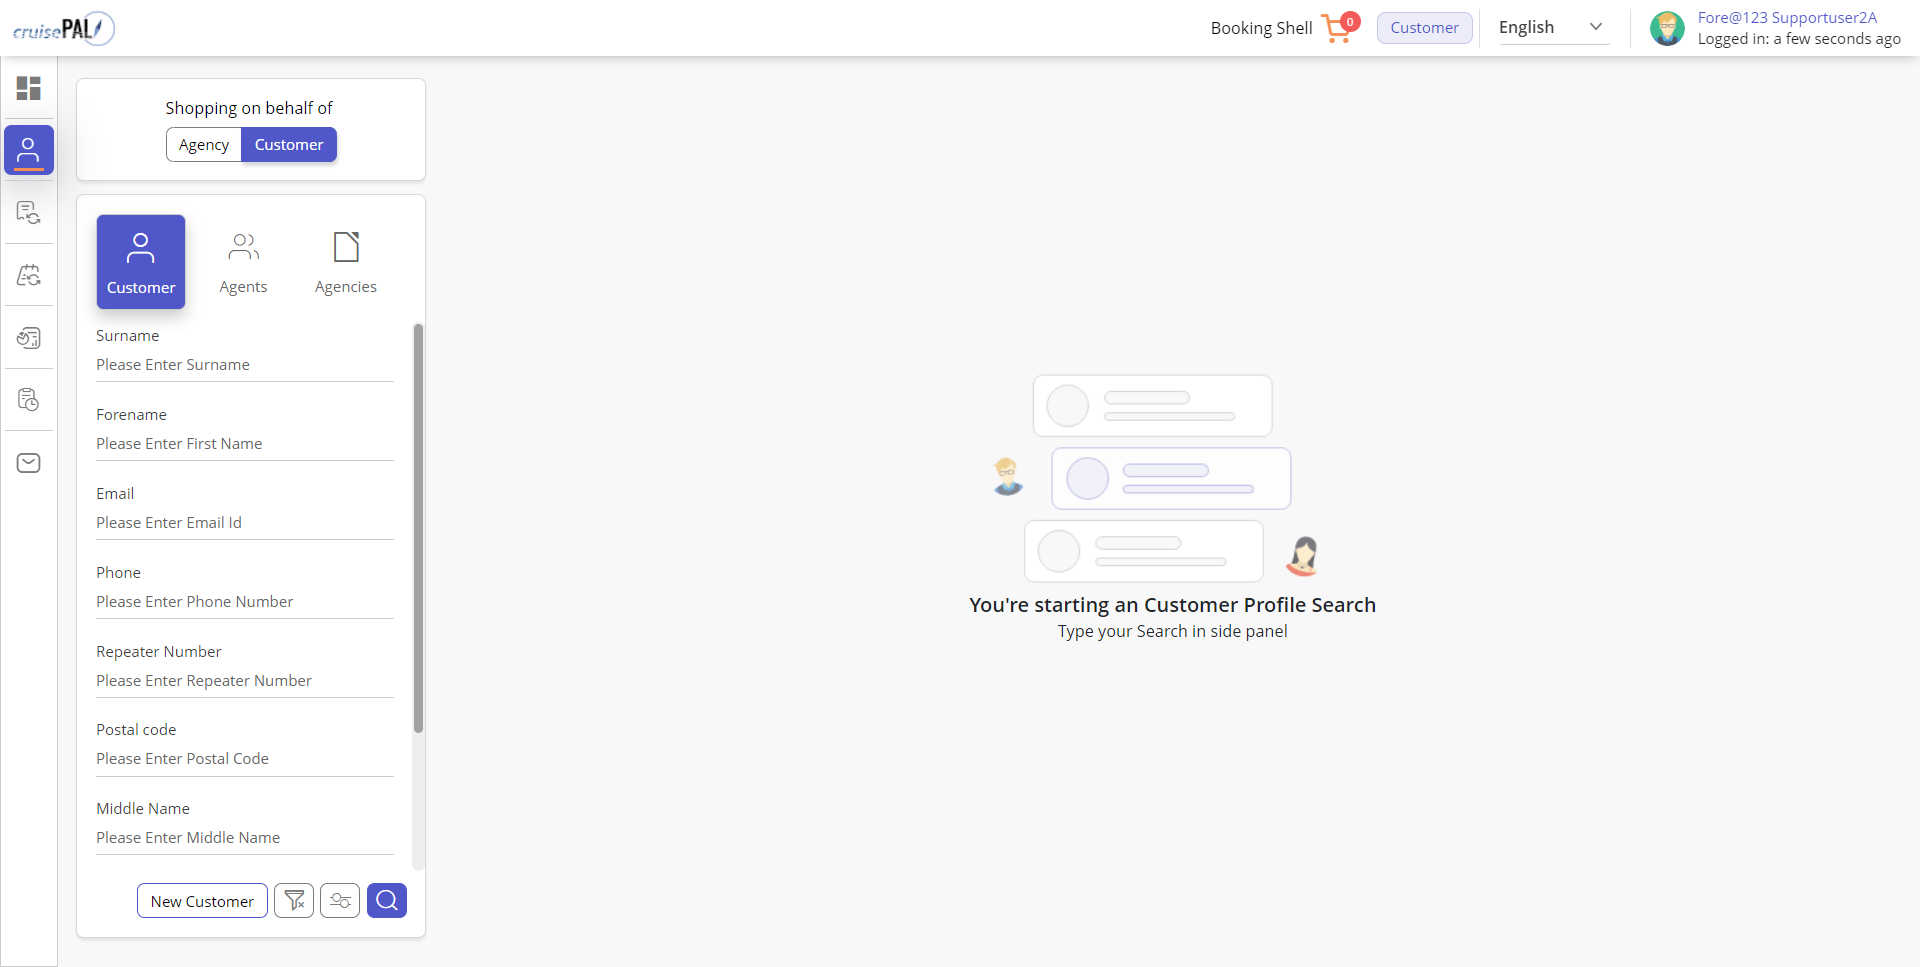 cruisePAL
Booking Shell
0
Customer
English
Fore@123 Supportuser2A
Logged in: a few seconds ago
Shopping on behalf of
Agency
Customer
Customer
Agents
Agencies
Surname
Please Enter Surname
Forename
Please Enter First Name
Email
Please Enter Email Id
Phone
Please Enter Phone Number
Repeater Number
Please Enter Repeater Number
Postal code
Please Enter Postal Code
Middle Name
Please Enter Middle Name
New Customer
You're starting an Customer Profile Search
Type your Search in side panel